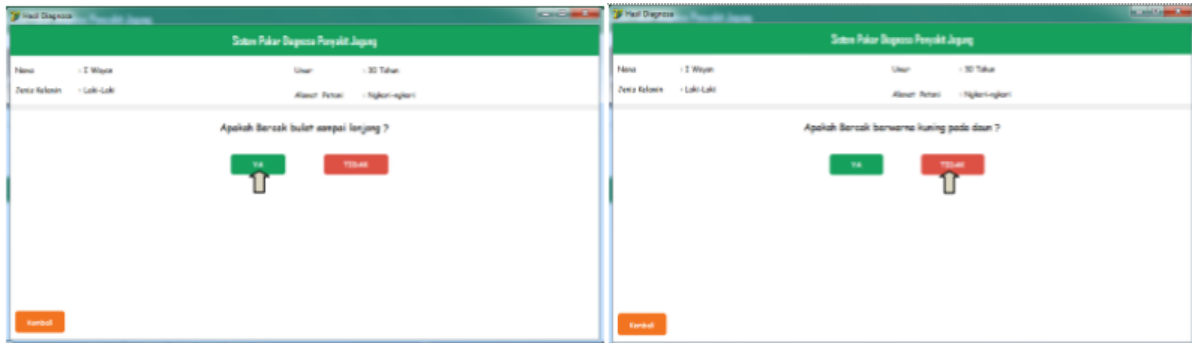 Hasil Diagnosa
Sistem Pakar Diagnosa Penyakit Jagung
Nama : I Wayan
Umur : 30 Tahun
Jenis Kelamin : Laki-Laki
Alamat Petani : Ngkari-ngkari
Apakah Bercak bulat sampai lonjong ?
YA
TIDAK
Kembali
Hasil Diagnosa
Sistem Pakar Diagnosa Penyakit Jagung
Nama : I Wayan
Umur : 30 Tahun
Jenis Kelamin : Laki-Laki
Alamat Petani : Ngkari-ngkari
Apakah Bercak berwarna kuning pada daun ?
YA
TIDAK
Kembali